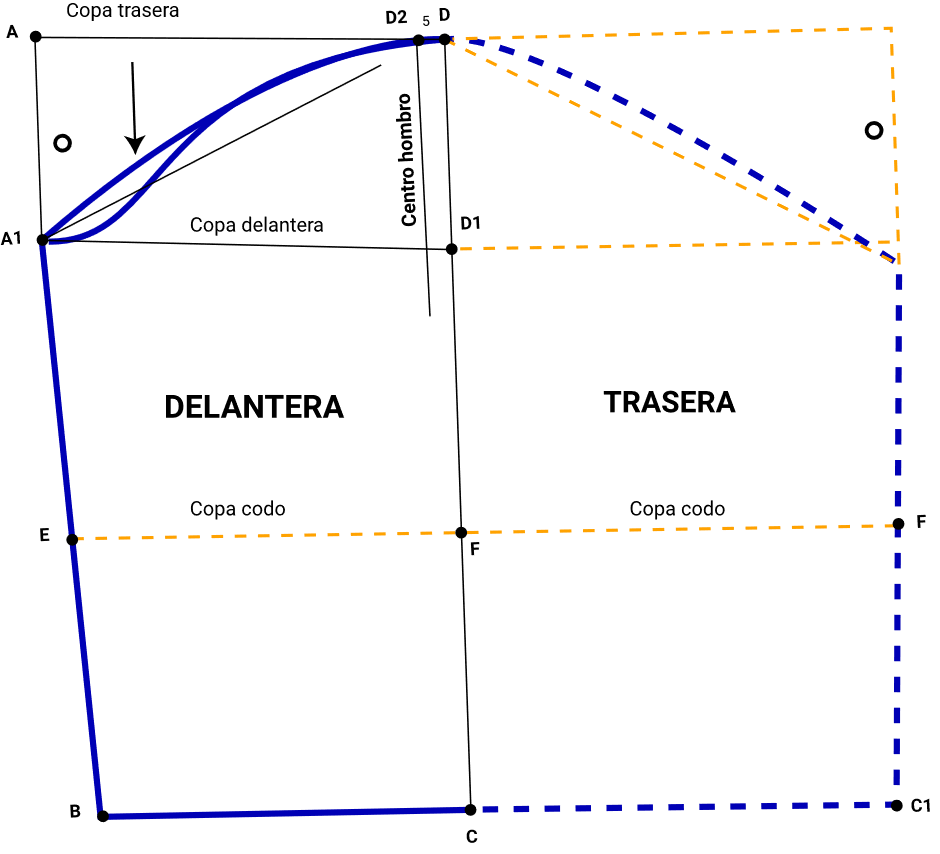 Copa trasera
A
D2
5
D
Centro hombro
A1
Copa delantera
D1
DELANTERA
TRASERA
Copa codo
Copa codo
E
F
F
B
C
C1